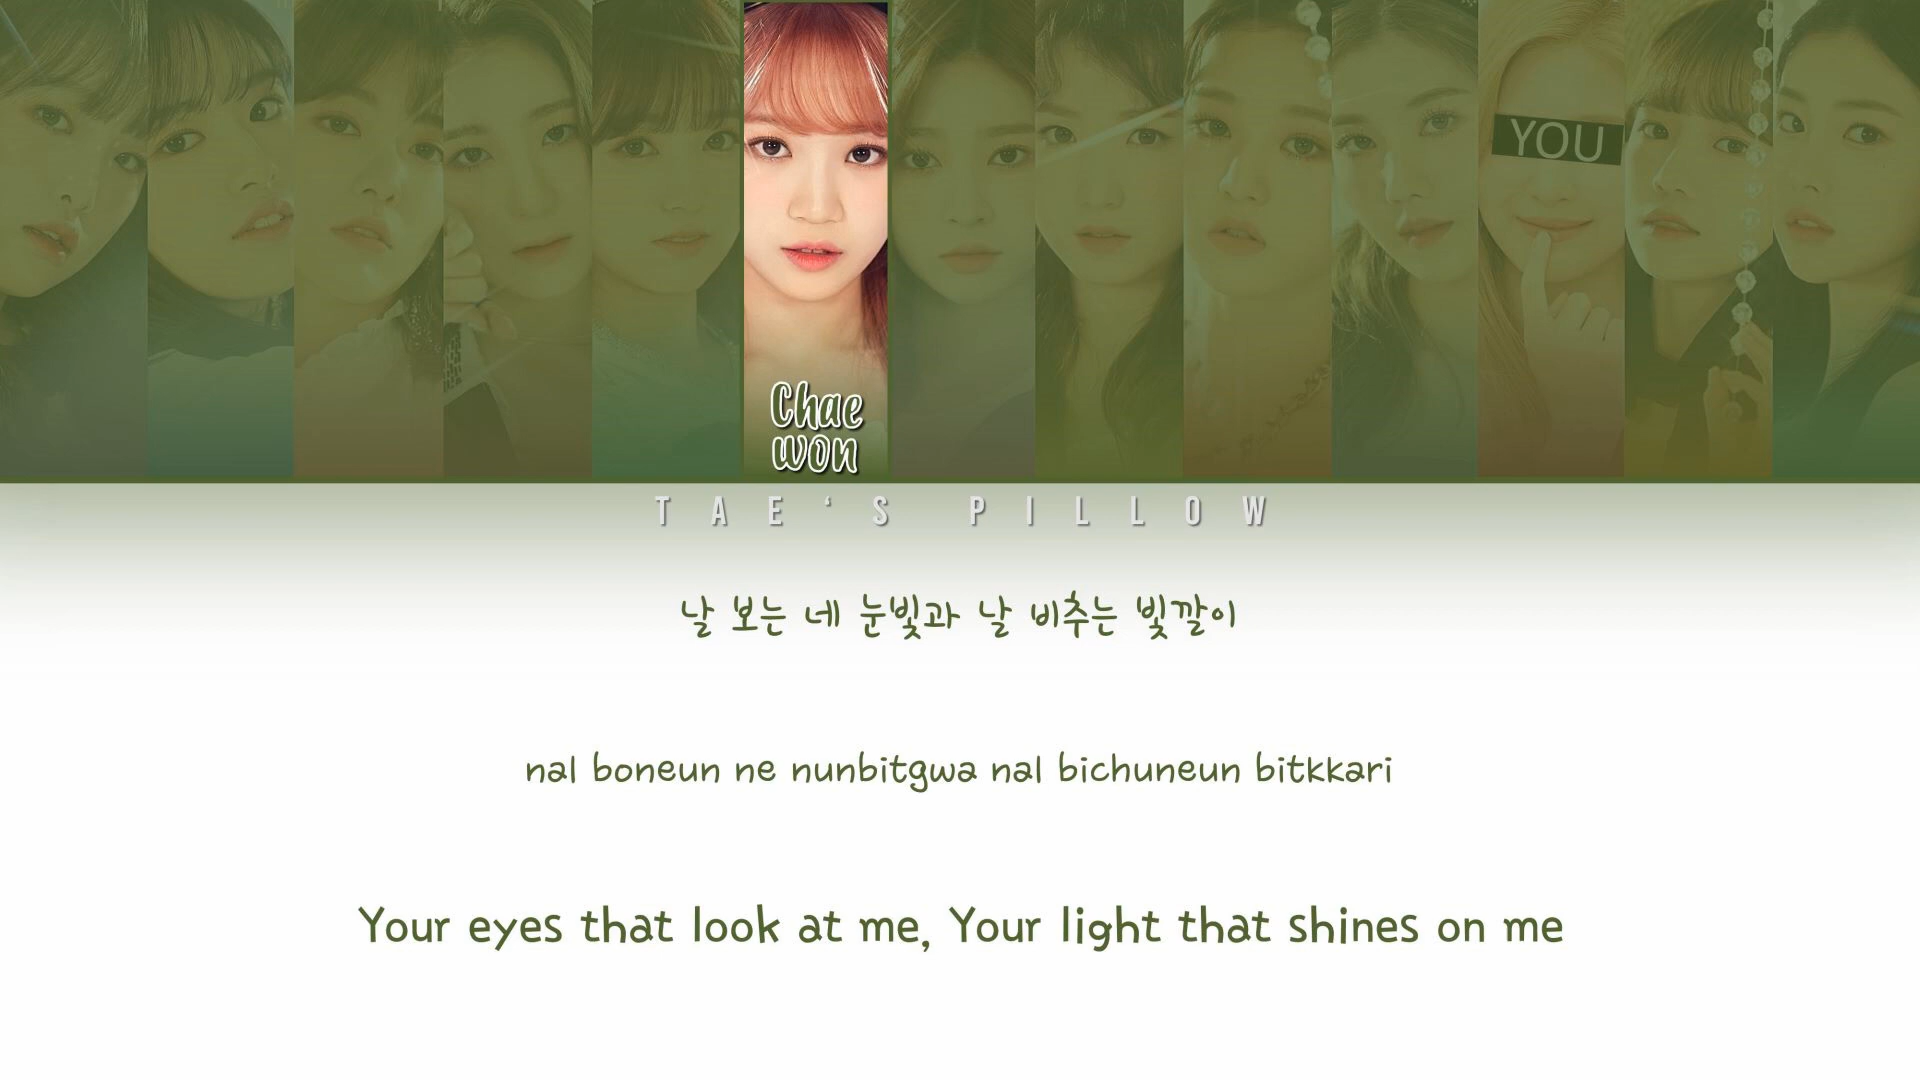 YOU
Chae
won
TAE'S PILLOW
날 보는 네 눈빛과 날 비추는 빛깔이
nal boneun ne nunbitgwa nal bichuneun bitkkari
Your eyes that look at me, Your light that shines on me